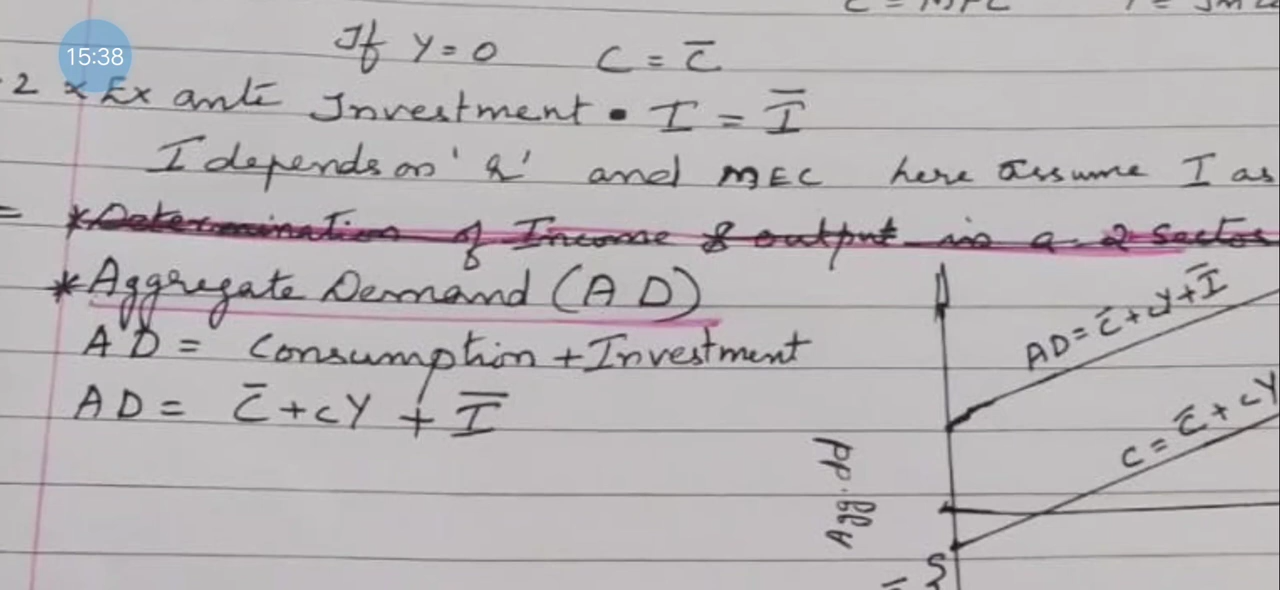 If Y = 0 C = C̄
15:38
2 x Ex ante Investment • I = Ī
I depends on 'r' and MEC here assume I as
= *Determination of Income & output in a 2 Sector
*Aggregate Demand (AD)
AD = C̄ + cY + Ī
AD = Consumption + Investment
C = C̄ + cY
AD = C̄ + cY + Ī
Agg. dd